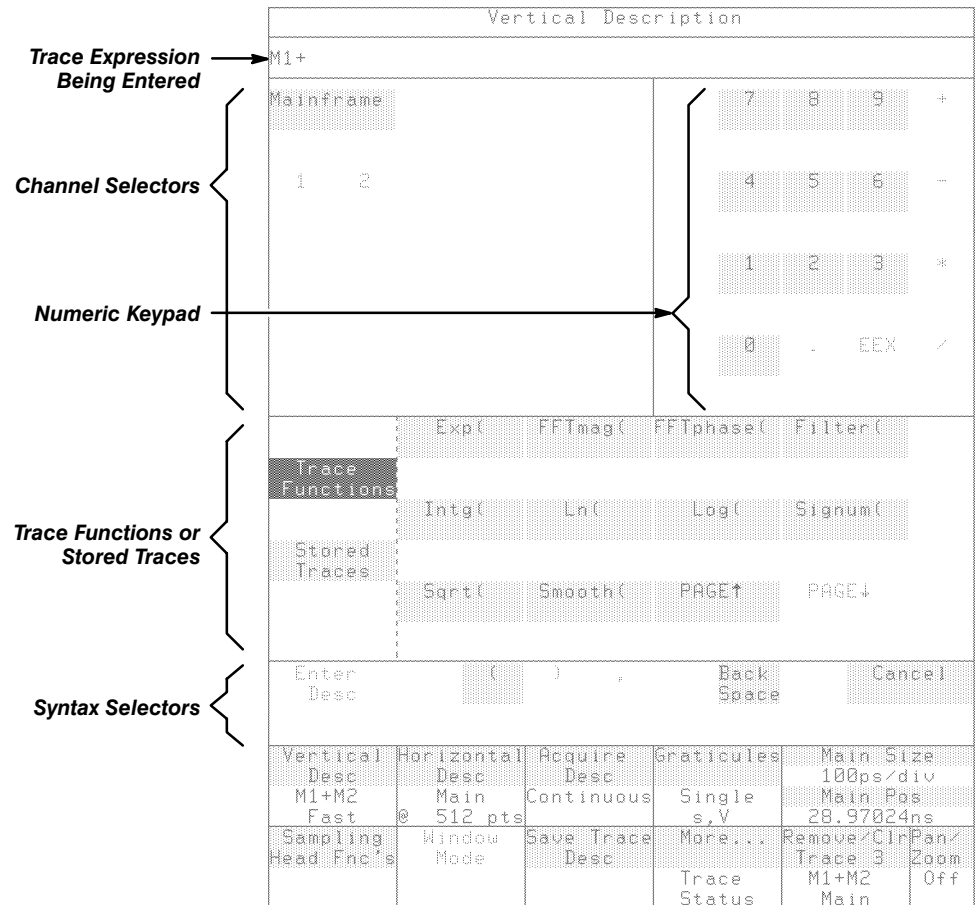 Vertical Description
Trace Expression
Being Entered
M1+
Mainframe
7 8 9 +
Channel Selectors
1 2
4 5 6 -
1 2 3 *
Numeric Keypad
0 . EEX /
Exp( FFTmag( FFTphase( Filter(
Trace
Functions
Intg( Ln( Log( Signum(
Trace Functions or
Stored Traces
Stored
Traces
Sqrt( Smooth( PAGE↑ PAGE↓
Enter
Desc
( ) ,
Back
Space
Cancel
Syntax Selectors
Vertical
Desc
M1+M2
Fast
Horizontal
Desc
Main
@ 512 pts
Acquire
Desc
Continuous
Graticules
Single
s,V
Main Size
100ps/div
Main Pos
28.97024ns
Sampling
Head Fnc's
Window
Mode
Save Trace
Desc
More...
Trace
Status
Remove/Clr
Trace 3
M1+M2
Main
Pan/
Zoom
Off